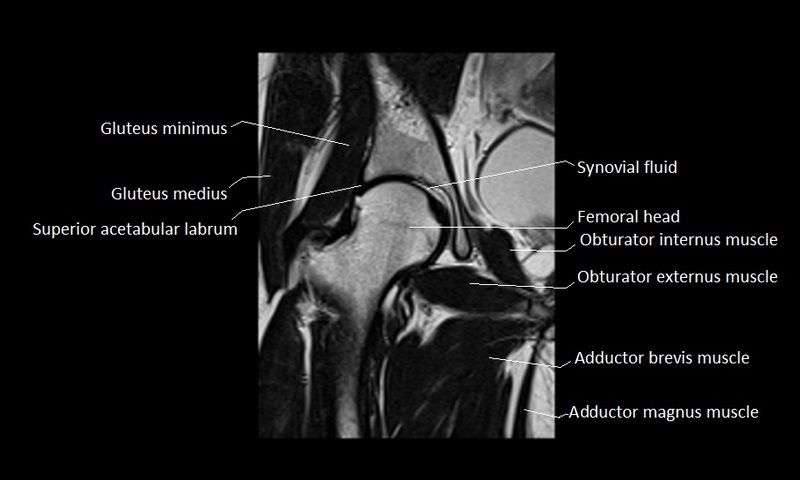 Gluteus minimus
Gluteus medius
Superior acetabular labrum
Synovial fluid
Femoral head
Obturator internus muscle
Obturator externus muscle
Adductor brevis muscle
Adductor magnus muscle